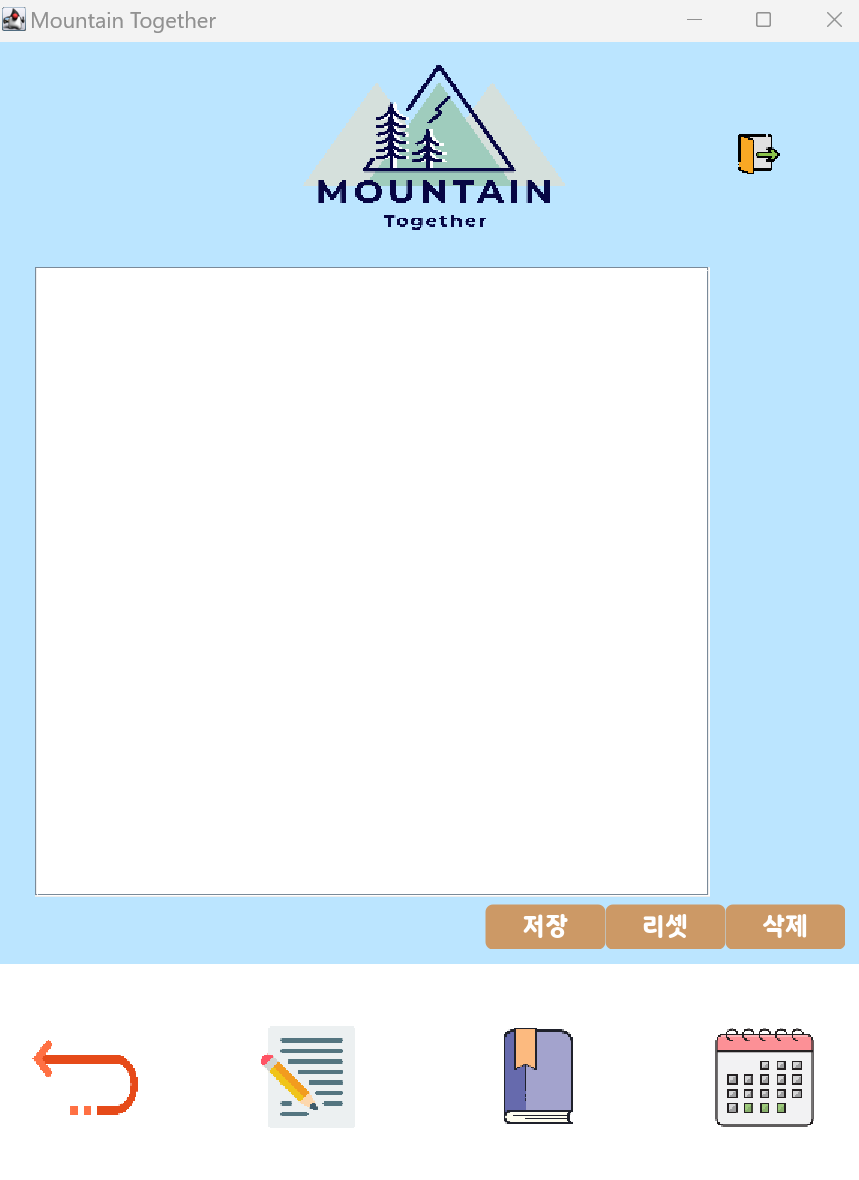 Mountain Together
MOUNTAIN
Together
저장 리셋 삭제